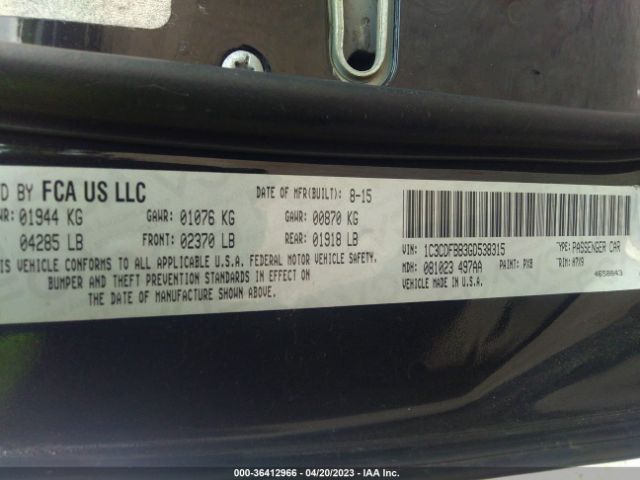 D BY FCA US LLC DATE OF MFR(BUILT): 8-15
WR: 01944 KG GAWR: 01076 KG GAWR: 00870 KG
04285 LB FRONT: 02370 LB REAR: 01918 LB
IS VEHICLE CONFORMS TO ALL APPLICABLE U.S.A. FEDERAL MOTOR VEHICLE SAFETY,
BUMPER AND THEFT PREVENTION STANDARDS IN EFFECT ON
THE DATE OF MANUFACTURE SHOWN ABOVE.
VIN: 1C3CDFBB3GD538315 TYPE: PASSENGER CAR
MDH: 081023 497AA PAINT: PX8 TRIM: A7X9
VEHICLE MADE IN U.S.A. 4658843
000-36412966 - 04/20/2023 - IAA Inc.